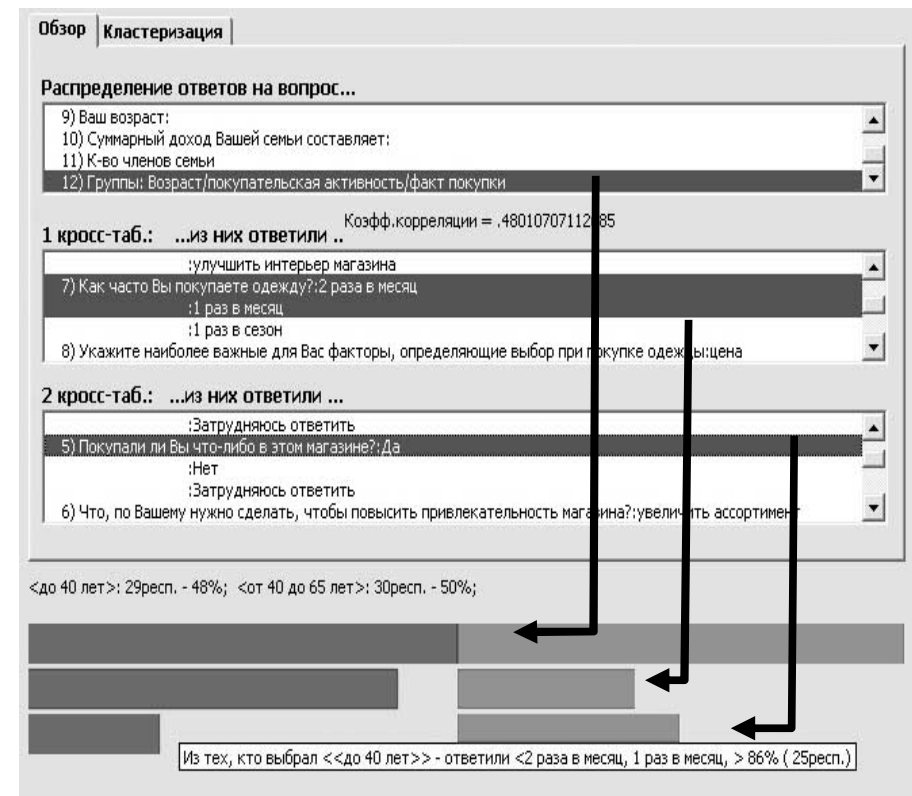 Обзор Кластеризация
Распределение ответов на вопрос...
9) Ваш возраст:
10) Суммарный доход Вашей семьи составляет:
11) К-во членов семьи
12) Группы: Возраст/покупательская активность/факт покупки
Коэфф.корреляции = .48010707112 85
1 кросс-таб.: ...из них ответили ..
:улучшить интерьер магазина
7) Как часто Вы покупаете одежду?:2 раза в месяц
:1 раз в месяц
:1 раз в сезон
8) Укажите наиболее важные для Вас факторы, определяющие выбор при покупке одежды:цена
2 кросс-таб.: ...из них ответили ...
:Затрудняюсь ответить
5) Покупали ли Вы что-либо в этом магазине?:Да
:Нет
:Затрудняюсь ответить
6) Что, по Вашему нужно сделать, чтобы повысить привлекательность магазина?:увеличить ассортимент
<до 40 лет>: 29респ. - 48%; <от 40 до 65 лет>: 30респ. - 50%;
Из тех, кто выбрал <<до 40 лет>> - ответили <2 раза в месяц, 1 раз в месяц, > 86% ( 25респ.)